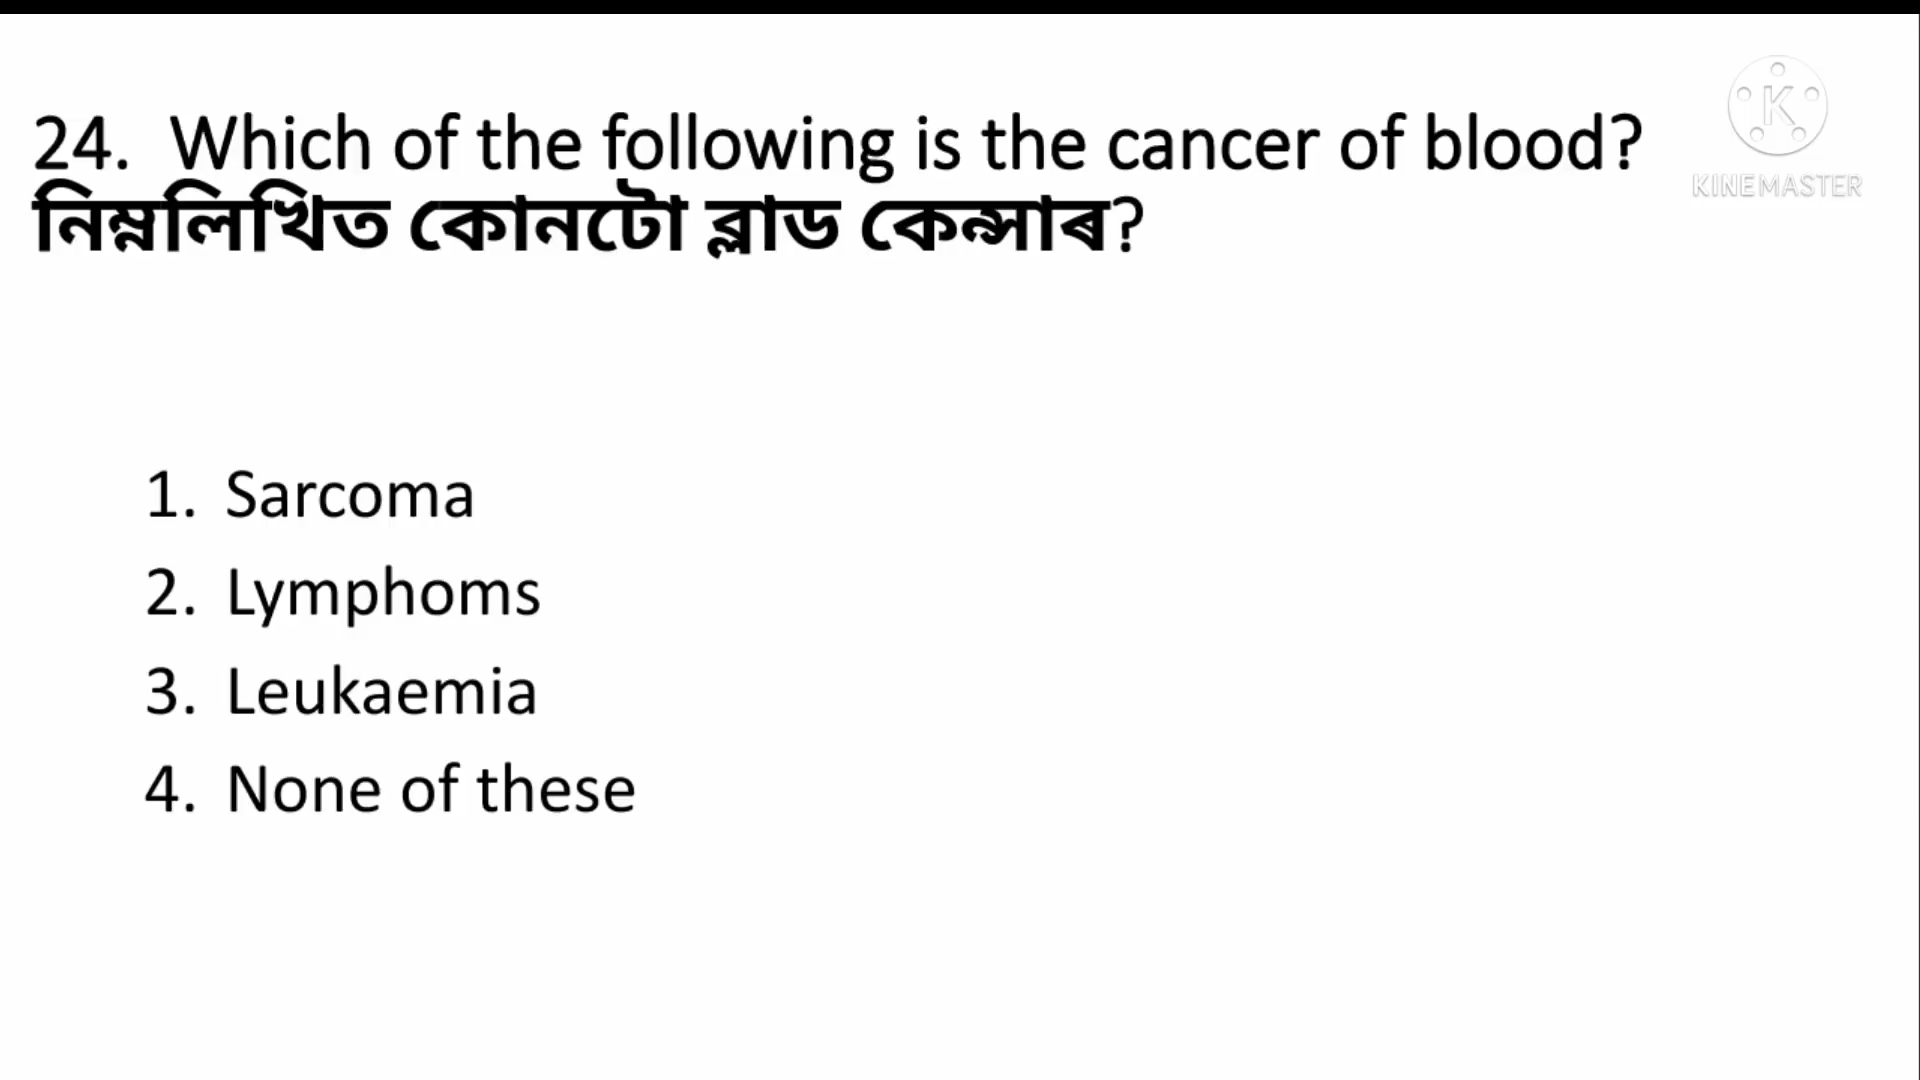 24. Which of the following is the cancer of blood?
নিম্নলিখিত কোনটো ব্লাড কেন্সাৰ?
K
KINEMASTER
1. Sarcoma
2. Lymphoms
3. Leukaemia
4. None of these